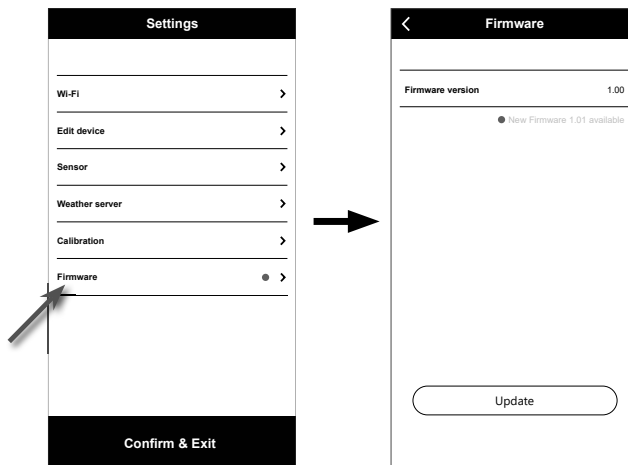 Settings
Wi-Fi
Edit device
Sensor
Weather server
Calibration
Firmware
Confirm & Exit
Firmware
Firmware version 1.00
New Firmware 1.01 available
Update